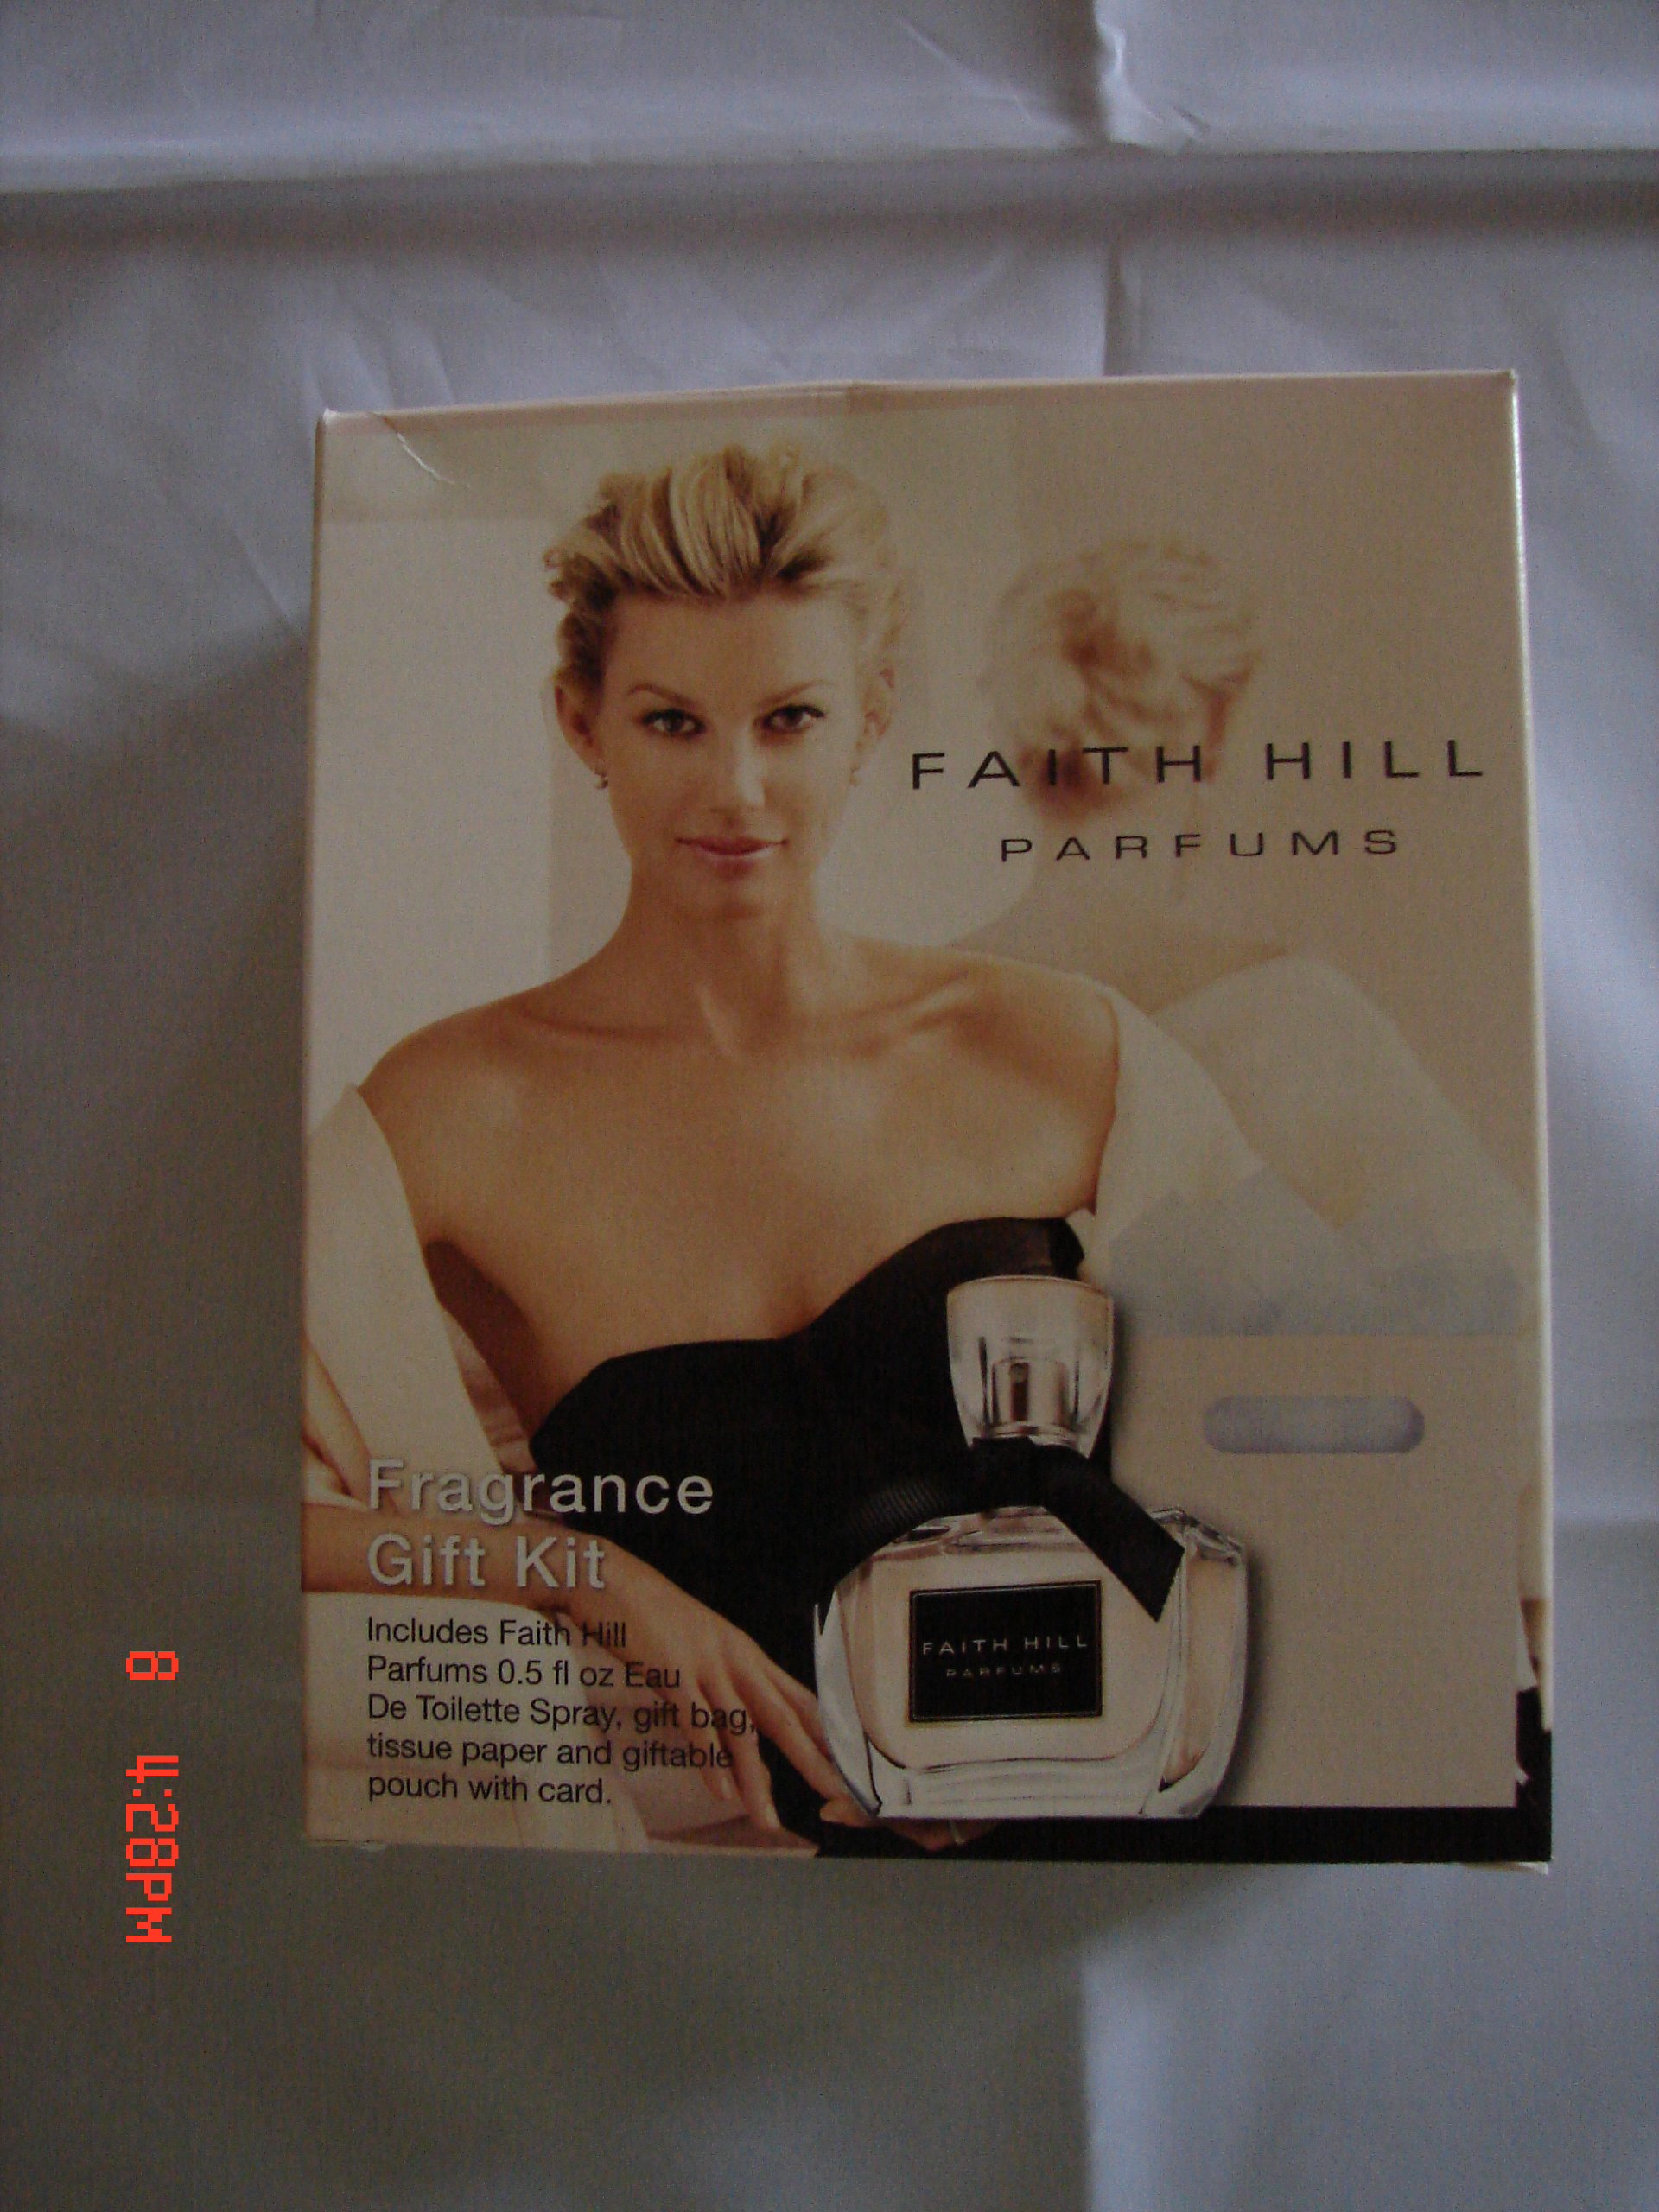 FAITH HILL
PARFUMS
Fragrance
Gift Kit
Includes Faith Hill
Parfums 0.5 fl oz Eau
De Toilette Spray, gift bag,
tissue paper and giftable
pouch with card.
FAITH HILL
PARFUMS
8 4:28PM